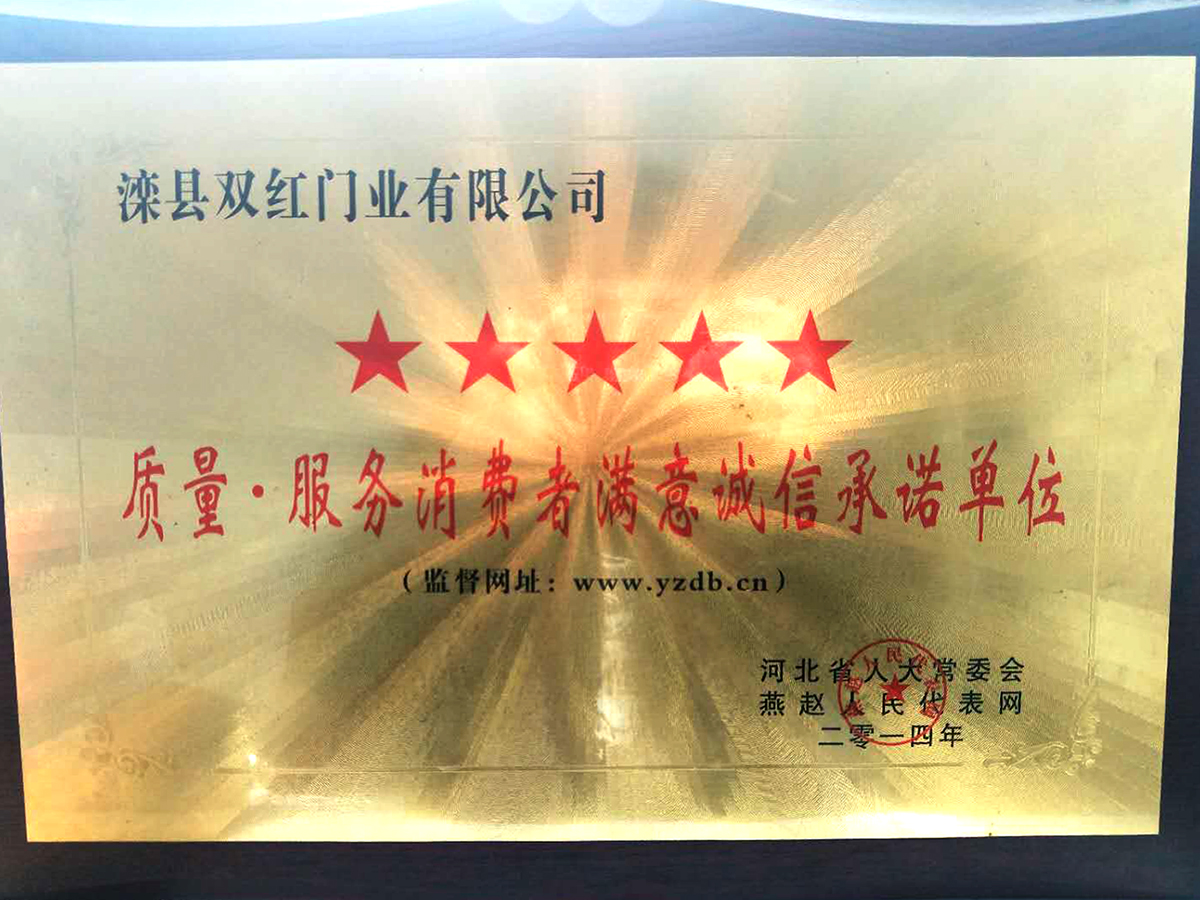 滦县双红门业有限公司
质量·服务消费者满意诚信承诺单位
（监督网址：www.yzdb.cn）
河北省人大常委会
燕赵人民代表网
二零一四年